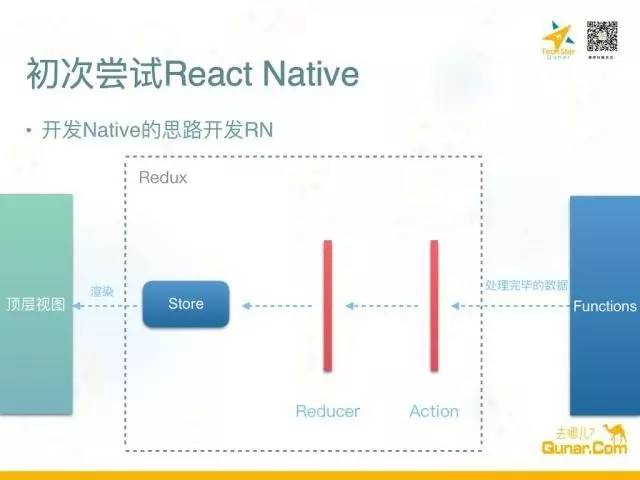 Tech Star
Qunar
初次尝试React Native
• 开发Native的思路开发RN
Redux
顶层视图
渲染
Store
处理完毕的数据
Functions
Reducer
Action
去哪儿?
Qunar.Com